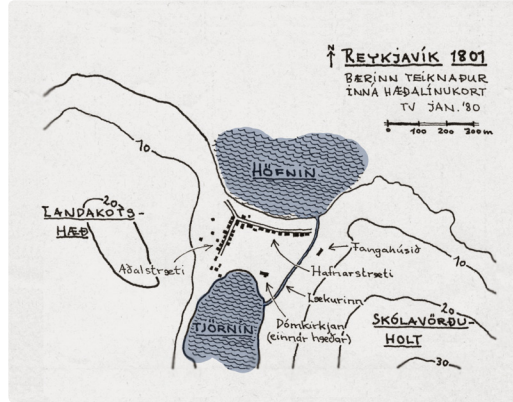 N
REYKJAVÍK 1801
BÆRINN TEIKNAÐUR
INNÁ HÆÐALÍNUKORT
TV JAN. '80
0 100 200 300 m
HÖFNIN
10
20
LANDAKOTS-
HÆÐ
Aðalstræti
Fangahúsið
Hafnarstræti
10
Lækurinn
TJÖRNIN
Dómkirkjan
(einnar hæðar)
20
SKÓLAVÖRÐU-
HOLT
30